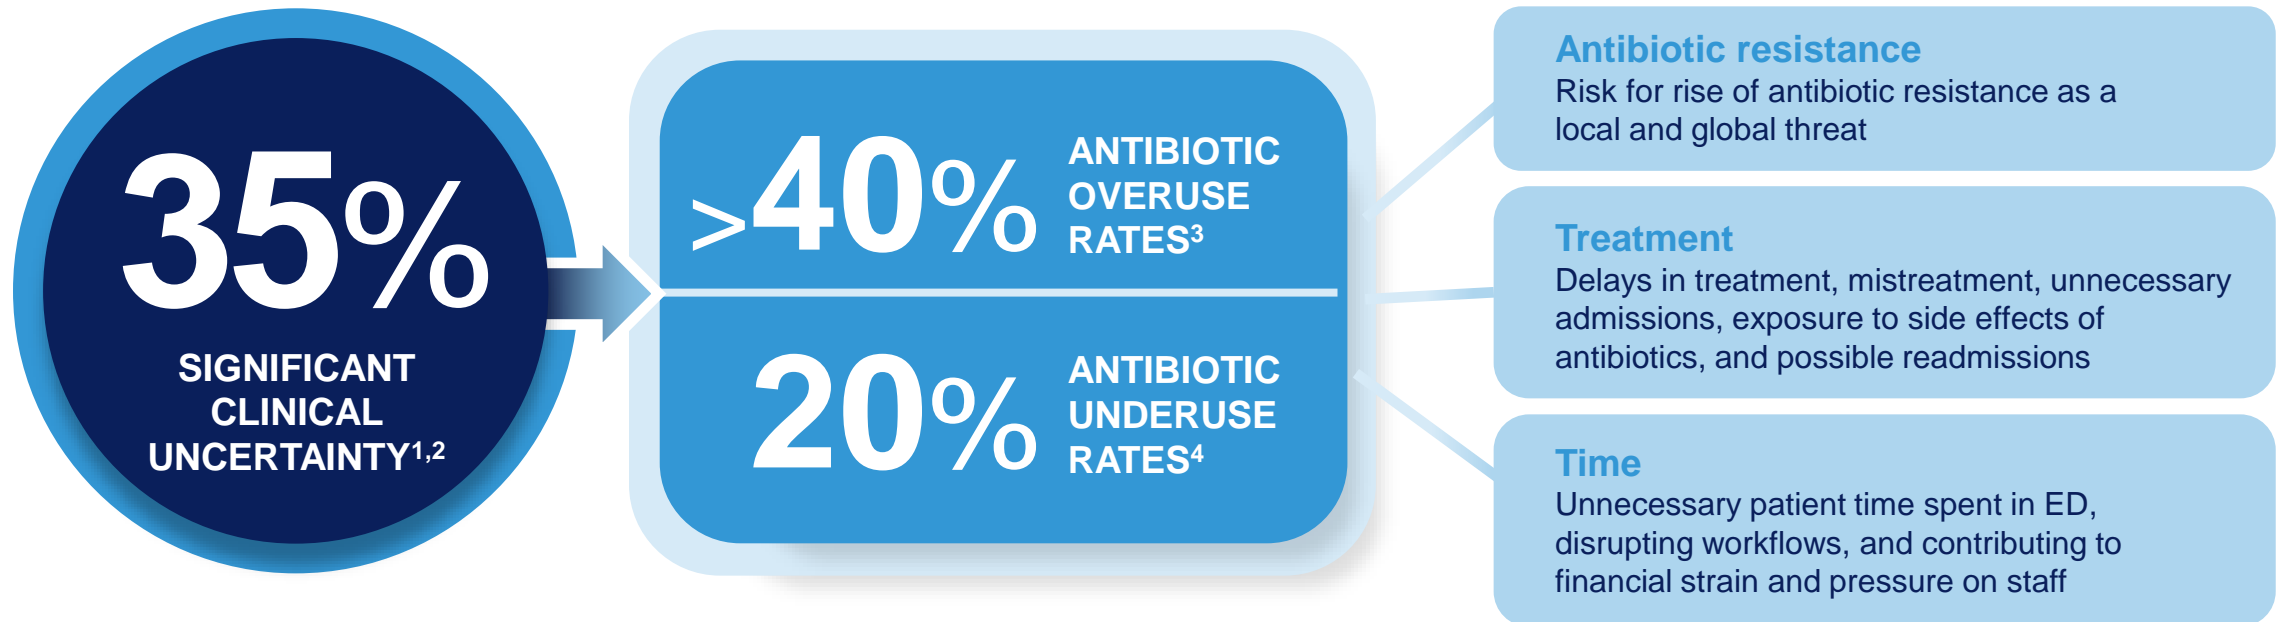 35%
SIGNIFICANT
CLINICAL
UNCERTAINTY1,2
>40%
ANTIBIOTIC
OVERUSE
RATES3
20%
ANTIBIOTIC
UNDERUSE
RATES4
Antibiotic resistance
Risk for rise of antibiotic resistance as a
local and global threat
Treatment
Delays in treatment, mistreatment, unnecessary
admissions, exposure to side effects of
antibiotics, and possible readmissions
Time
Unnecessary patient time spent in ED,
disrupting workflows, and contributing to
financial strain and pressure on staff